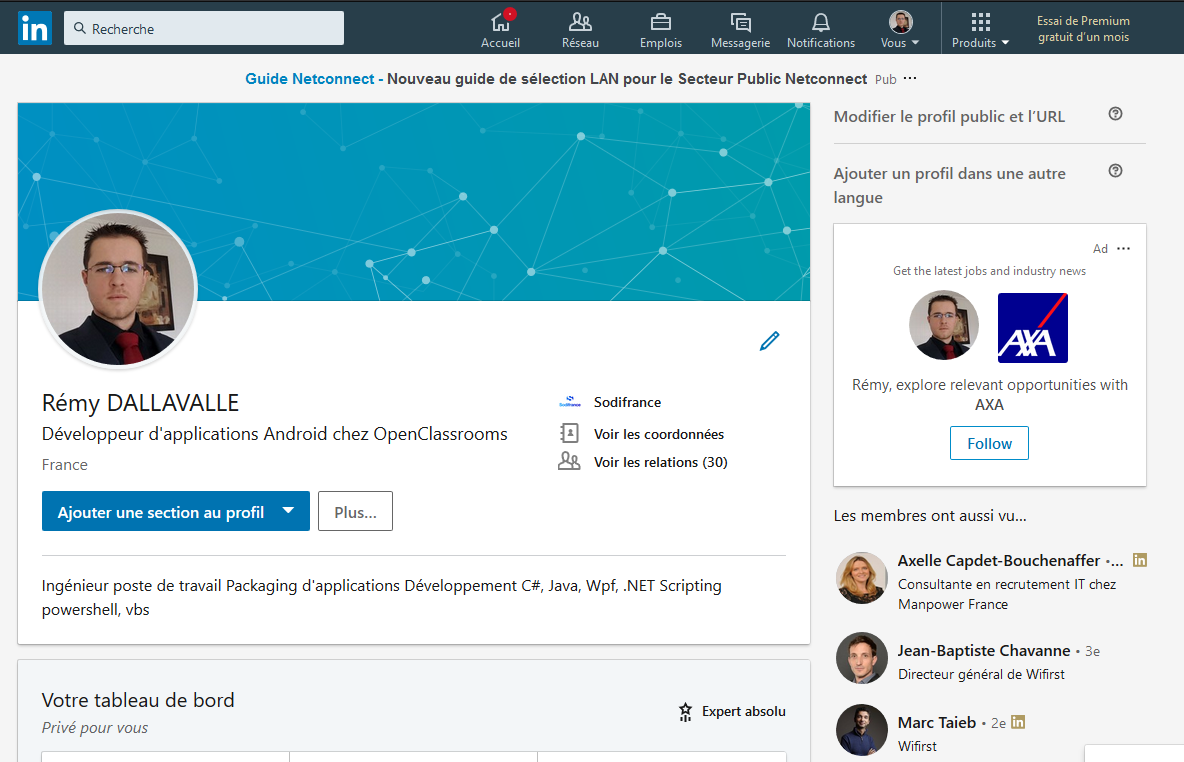 in
Recherche
Accueil
Réseau
Emplois
Messagerie
Notifications
Vous
Produits
Essai de Premium
gratuit d'un mois
Guide Netconnect - Nouveau guide de sélection LAN pour le Secteur Public Netconnect Pub ···
Rémy DALLAVALLE
Développeur d'applications Android chez OpenClassrooms
France
Sodifrance
Sodifrance
Voir les coordonnées
Voir les relations (30)
Ajouter une section au profil
Plus...
Ingénieur poste de travail Packaging d'applications Développement C#, Java, Wpf, .NET Scripting
powershell, vbs
Votre tableau de bord
Privé pour vous
Expert absolu
Modifier le profil public et l'URL
Ajouter un profil dans une autre
langue
Ad ···
Get the latest jobs and industry news
AXA
Rémy, explore relevant opportunities with
AXA
Follow
Les membres ont aussi vu...
Axelle Capdet-Bouchenaffer •... in
Consultante en recrutement IT chez
Manpower France
Jean-Baptiste Chavanne • 3e
Directeur général de Wifirst
Marc Taieb • 2e in
Wifirst